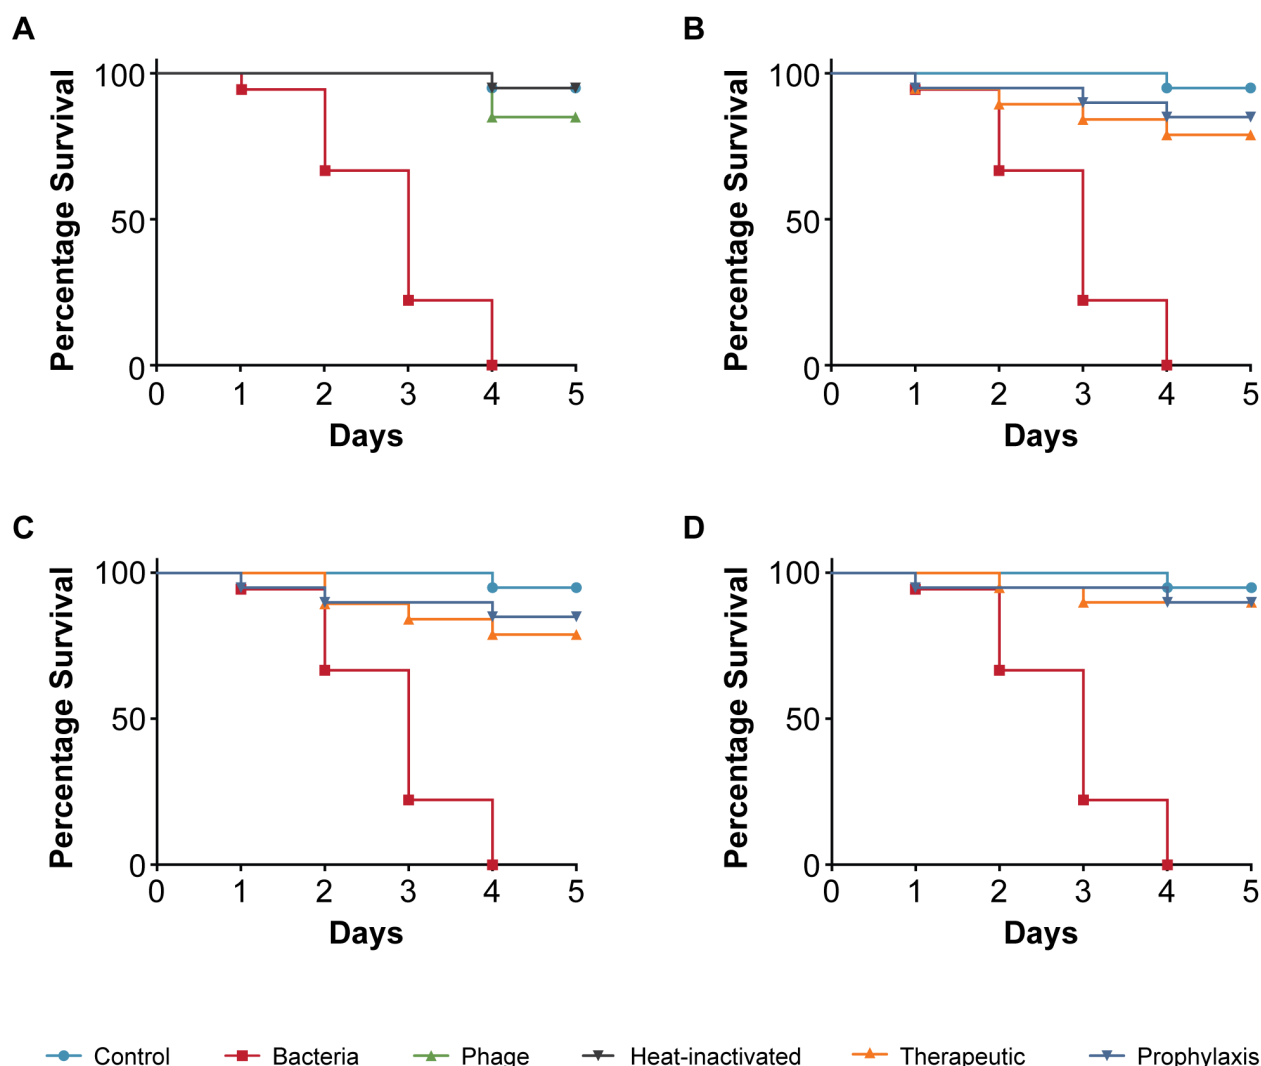 A
B
Percentage Survival
100
50
0
0 1 2 3 4 5
Days
Percentage Survival
100
50
0
0 1 2 3 4 5
Days
C
D
Percentage Survival
100
50
0
0 1 2 3 4 5
Days
Percentage Survival
100
50
0
0 1 2 3 4 5
Days
Control Bacteria Phage Heat-inactivated Therapeutic Prophylaxis